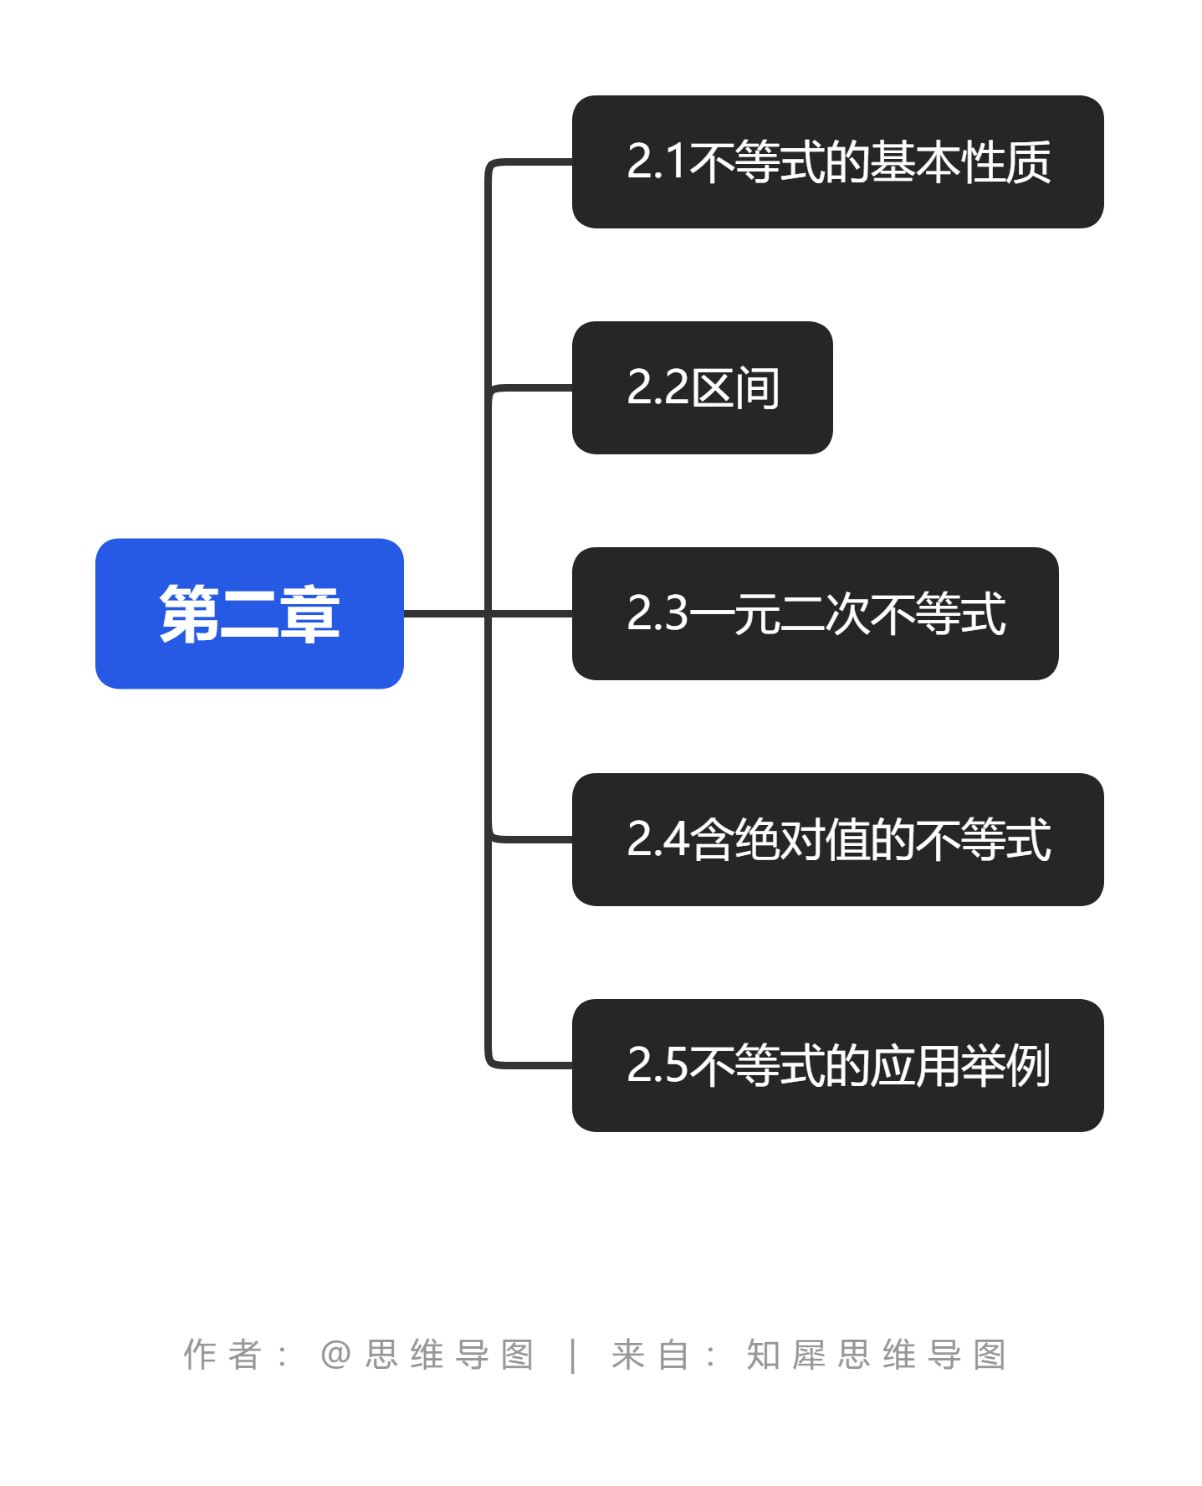 2.1不等式的基本性质
2.2区间
第二章
2.3一元二次不等式
2.4含绝对值的不等式
2.5不等式的应用举例
作者：@思维导图 | 来自：知犀思维导图